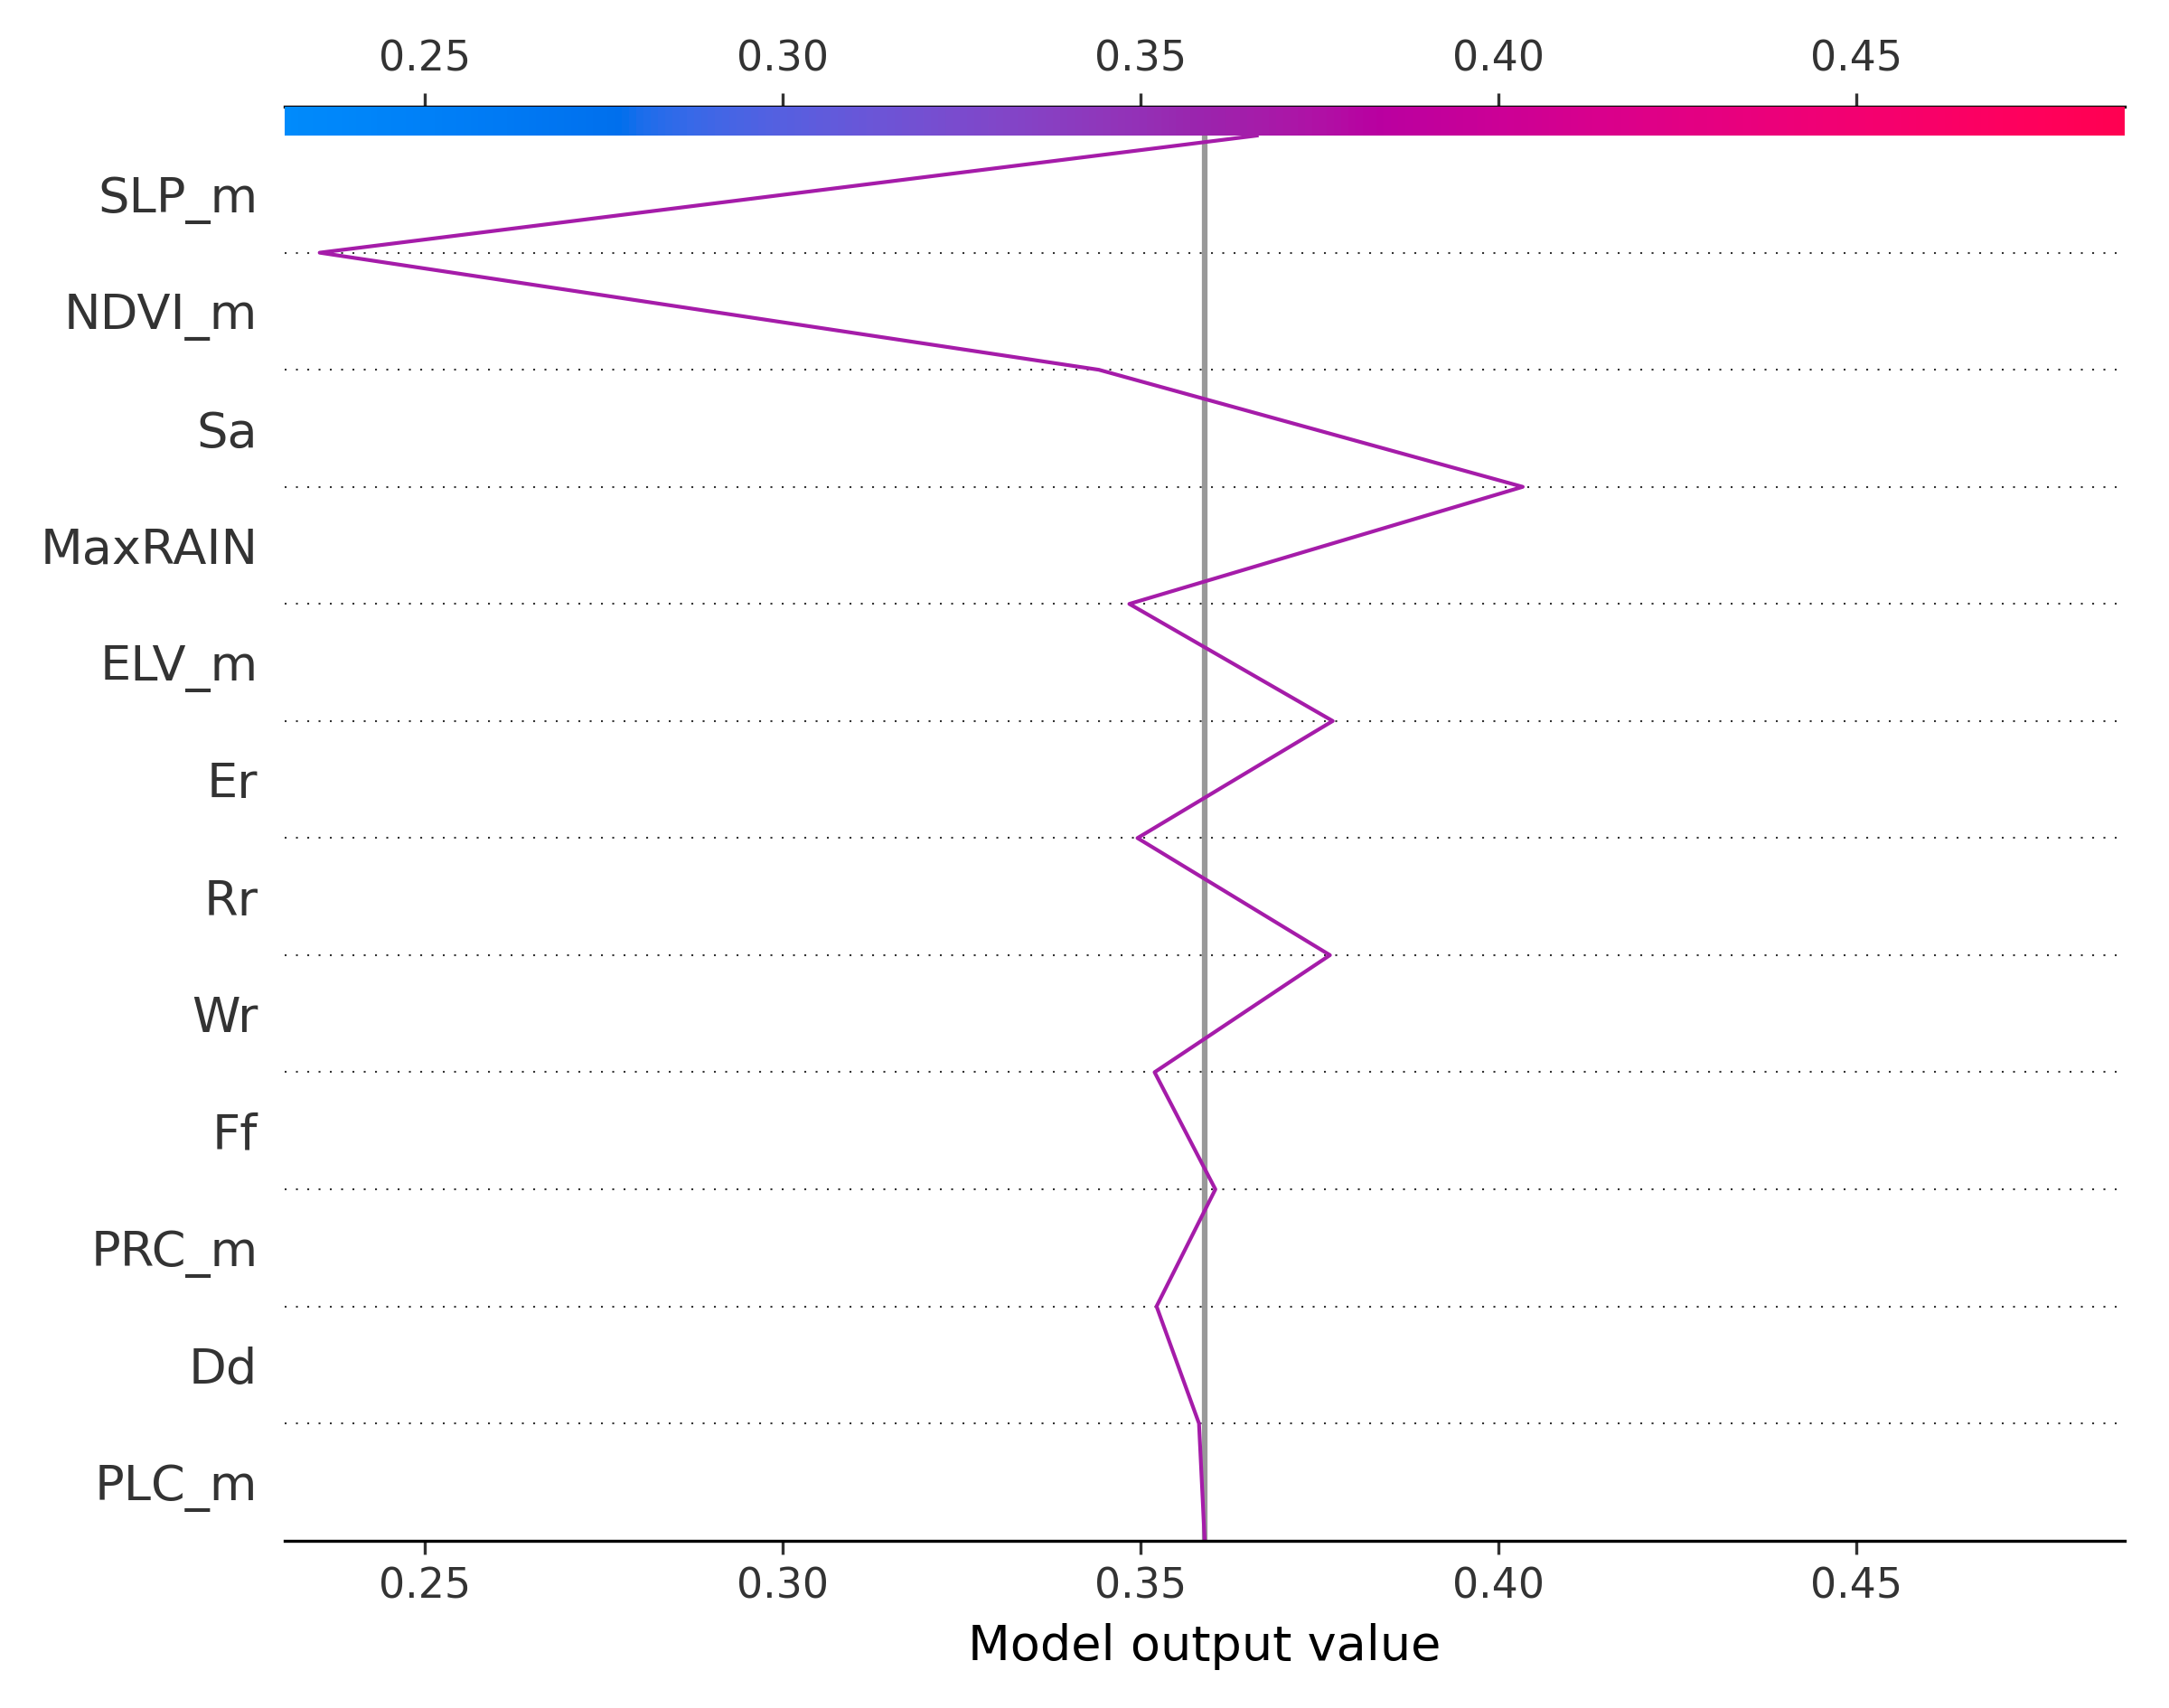 0.25 0.30 0.35 0.40 0.45
SLP_m
NDVI_m
Sa
MaxRAIN
ELV_m
Er
Rr
Wr
Ff
PRC_m
Dd
PLC_m
0.25 0.30 0.35 0.40 0.45
Model output value